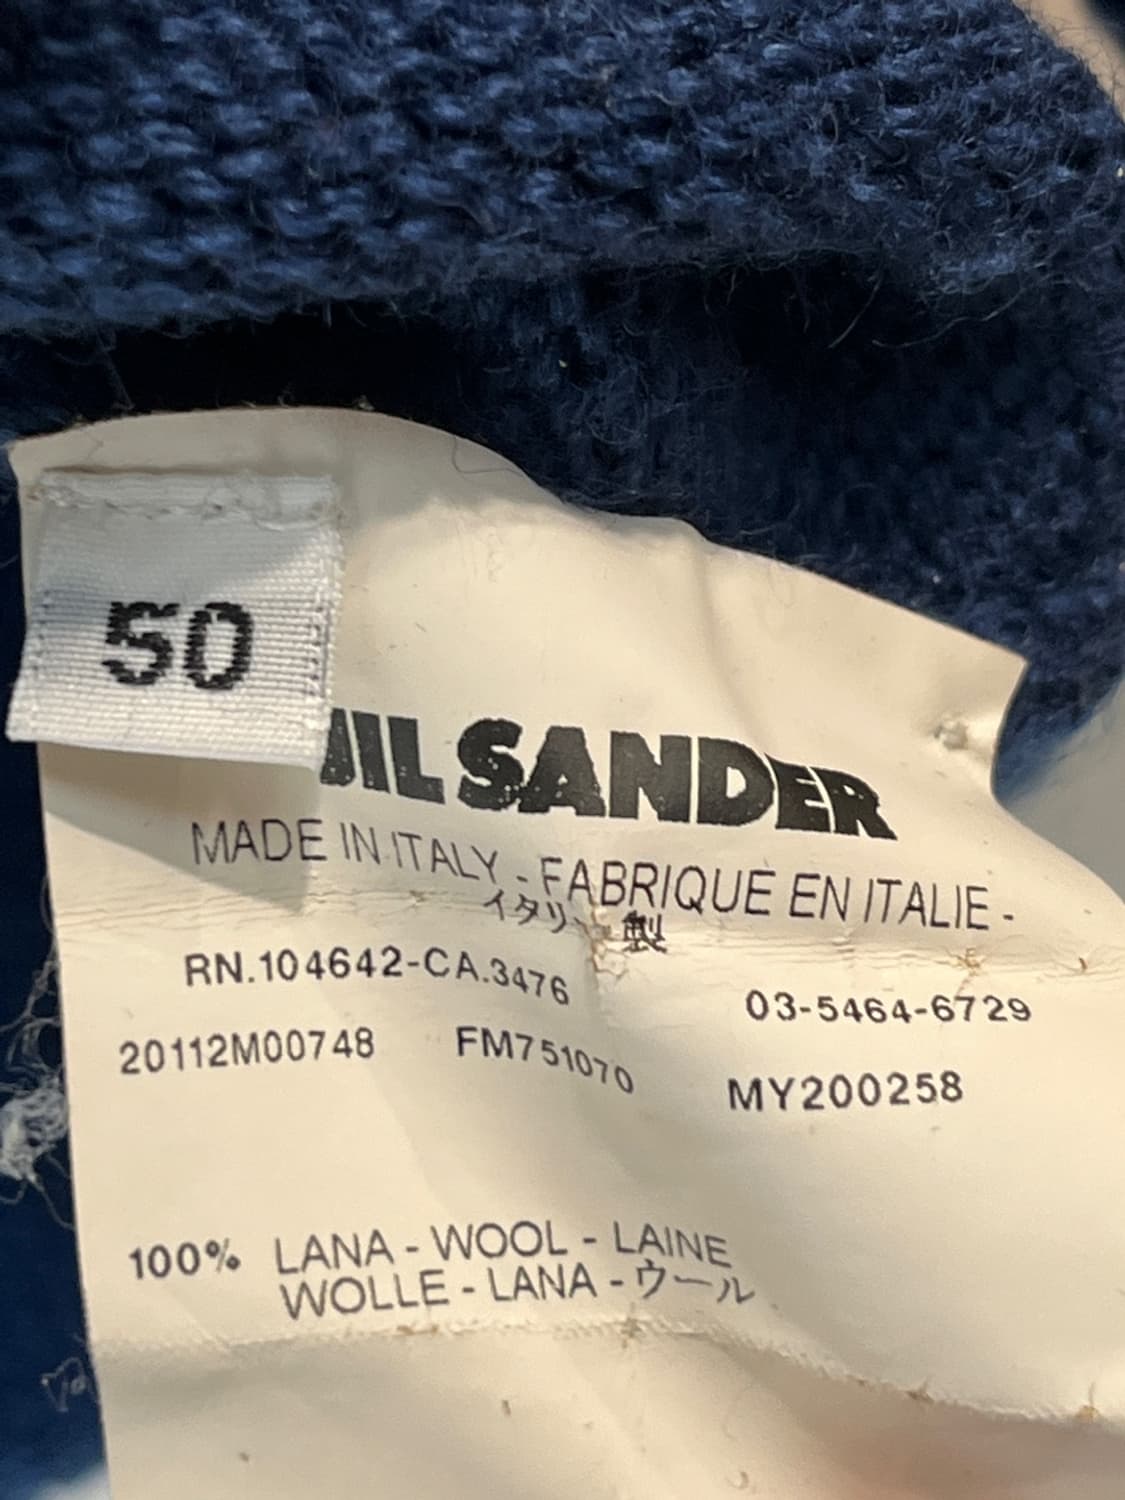 50
JIL SANDER
MADE IN ITALY - FABRIQUE EN ITALIE -
イタリ 製
RN.104642-CA.3476
03-5464-6729
20112M00748 FM751070 MY200258
100% LANA - WOOL - LAINE
WOLLE - LANA - ウール